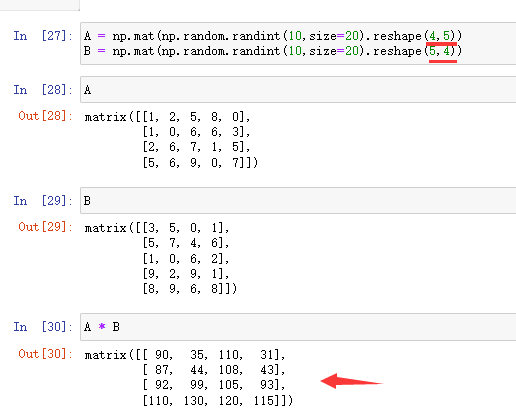 In [27]: A = np.mat(np.random.randint(10,size=20).reshape(4,5))
B = np.mat(np.random.randint(10,size=20).reshape(5,4))
In [28]: A
Out[28]: matrix([[1, 2, 5, 8, 0],
[1, 0, 6, 6, 3],
[2, 6, 7, 1, 5],
[5, 6, 9, 0, 7]])
In [29]: B
Out[29]: matrix([[3, 5, 0, 1],
[5, 7, 4, 6],
[1, 0, 6, 2],
[9, 2, 9, 1],
[8, 9, 6, 8]])
In [30]: A * B
Out[30]: matrix([[ 90,  35, 110,  31],
[ 87,  44, 108,  43],
[ 92,  99, 105,  93],
[110, 130, 120, 115]])